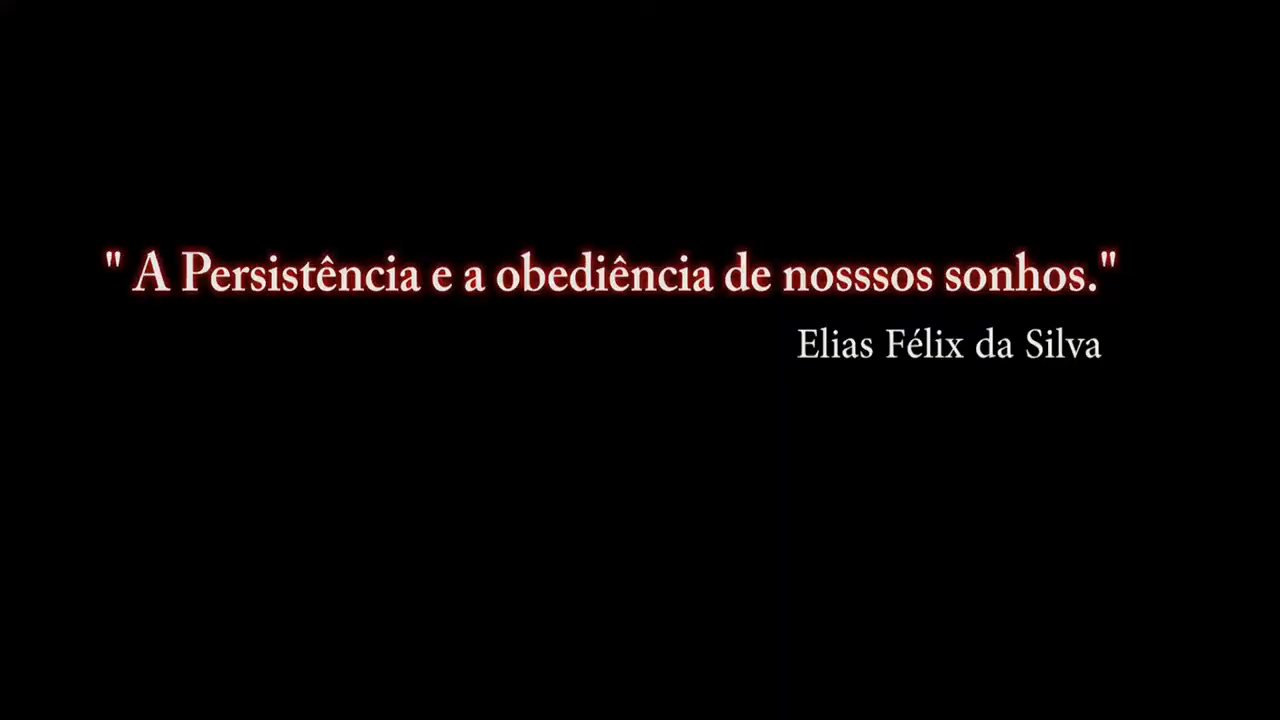 " A Persistência e a obediência de nosssos sonhos."
Elias Félix da Silva